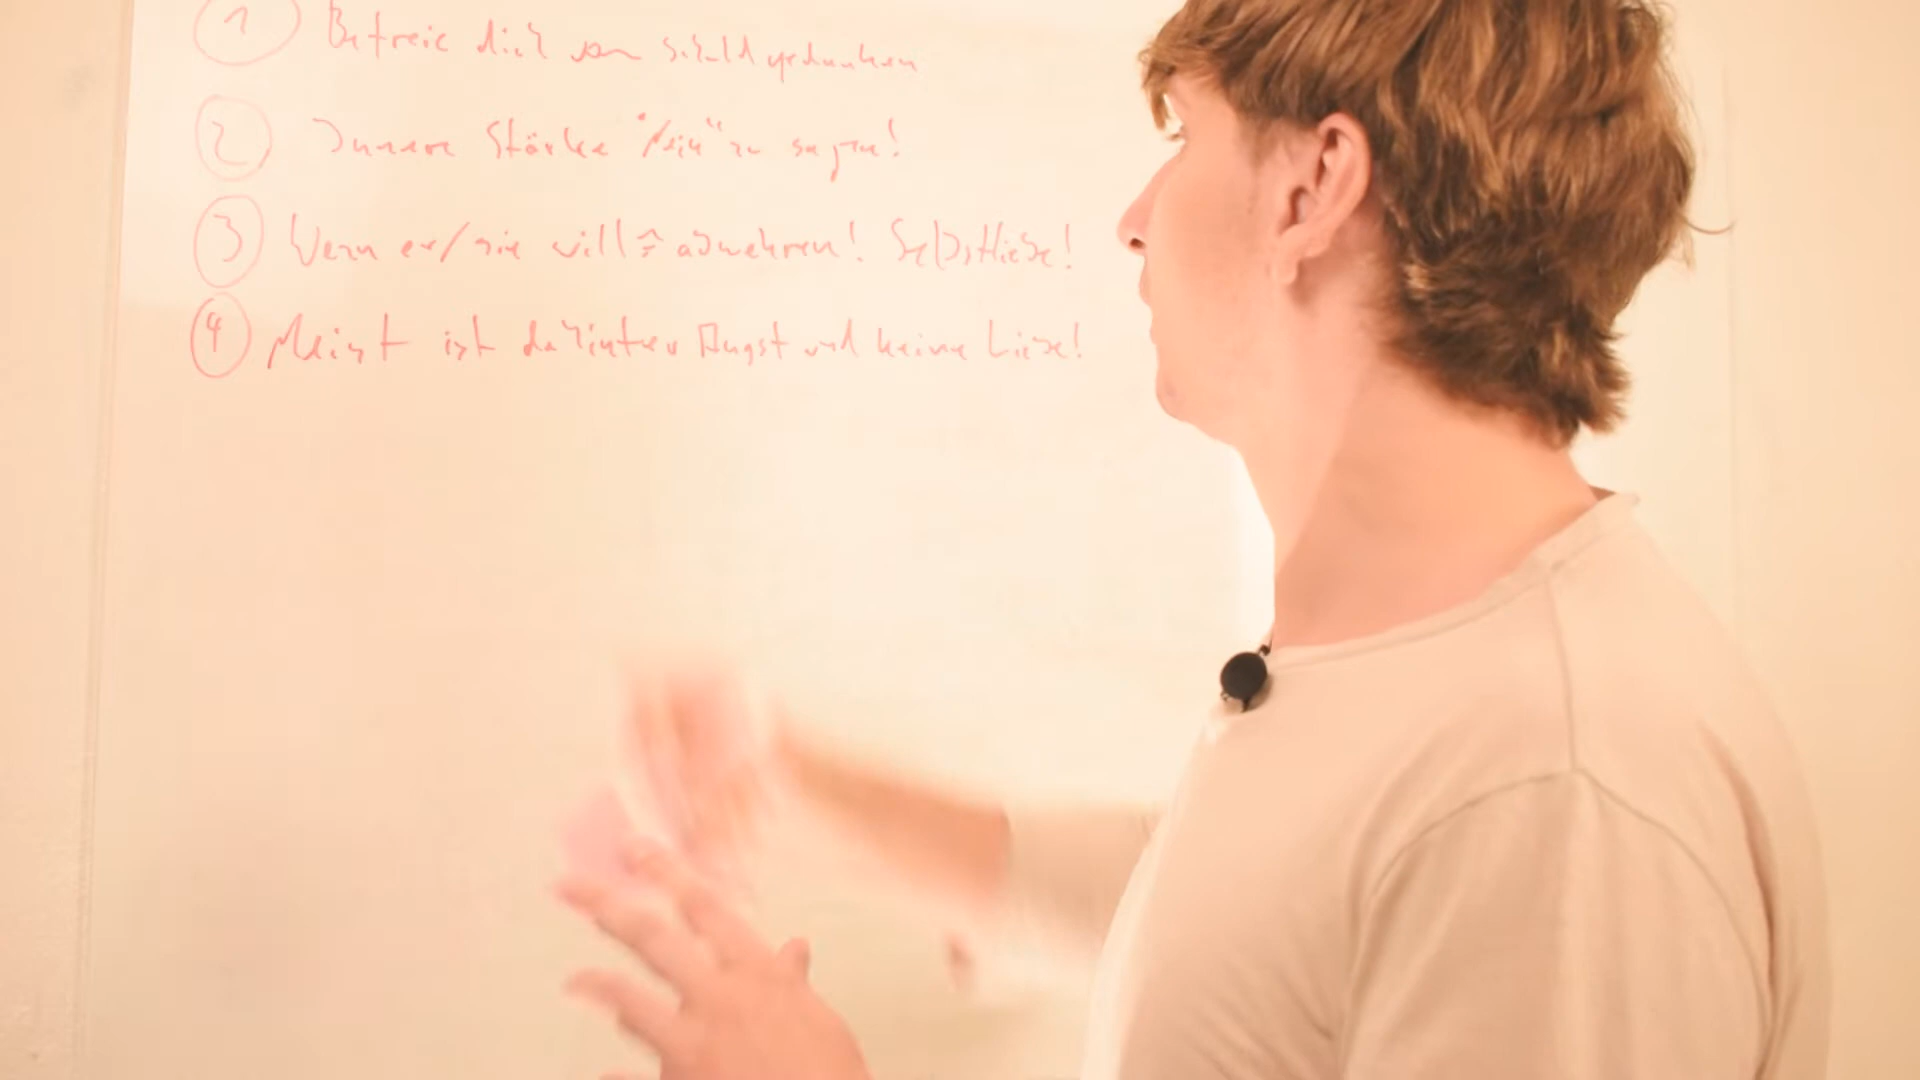 ① Befreie dich von Schuldgedanken
② Innere Stärke "Nein" zu sagen!
③ Wenn er/sie will abwehren! Selbstliebe!
④ Meist ist dahinter Angst und keine Liebe!